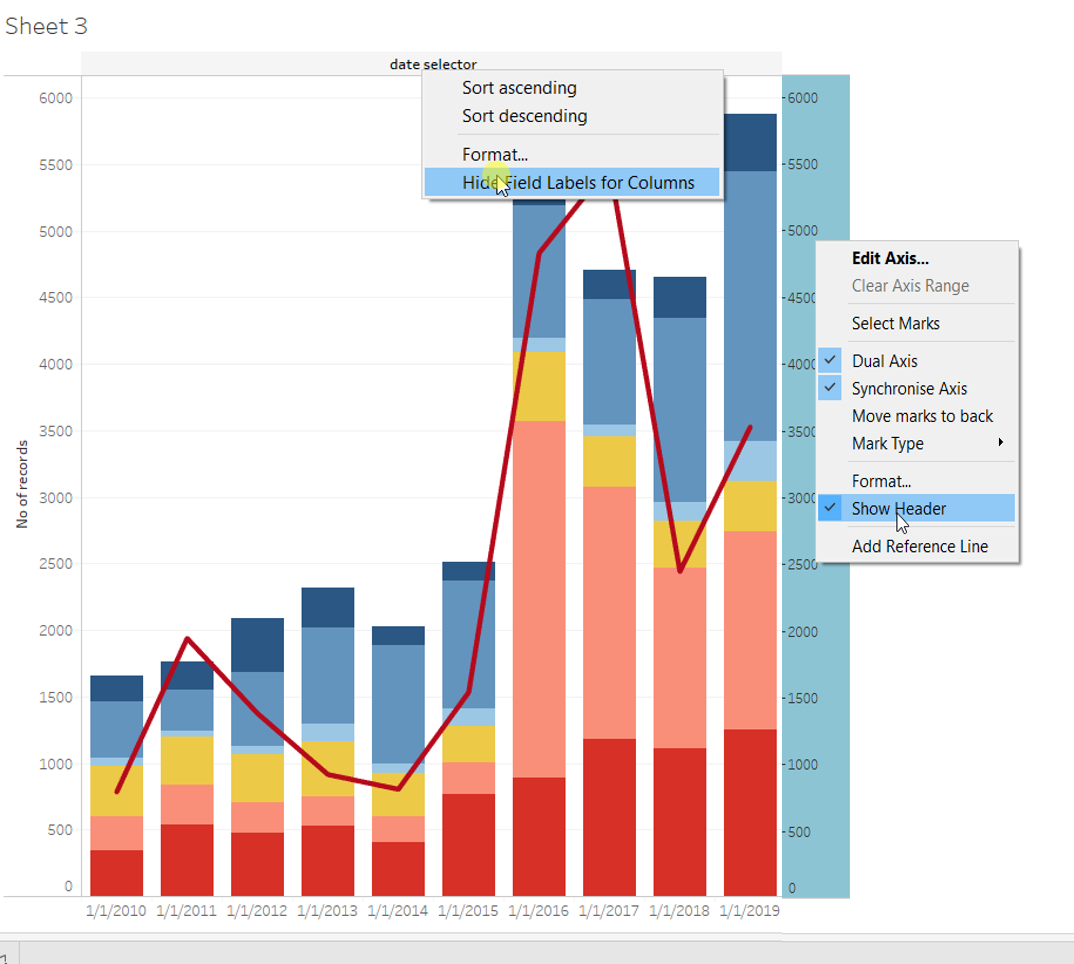 Sheet 3
date selector
Sort ascending
Sort descending
Format...
Hide Field Labels for Columns
6000
5500
5000
4500
4000
3500
3000
2500
2000
1500
1000
500
0
No of records
6000
5500
5000
4500
4000
3500
3000
2500
2000
1500
1000
500
0
Edit Axis...
Clear Axis Range
Select Marks
Dual Axis
Synchronise Axis
Move marks to back
Mark Type
Format...
Show Header
Add Reference Line
1/1/2010 1/1/2011 1/1/2012 1/1/2013 1/1/2014 1/1/2015 1/1/2016 1/1/2017 1/1/2018 1/1/2019